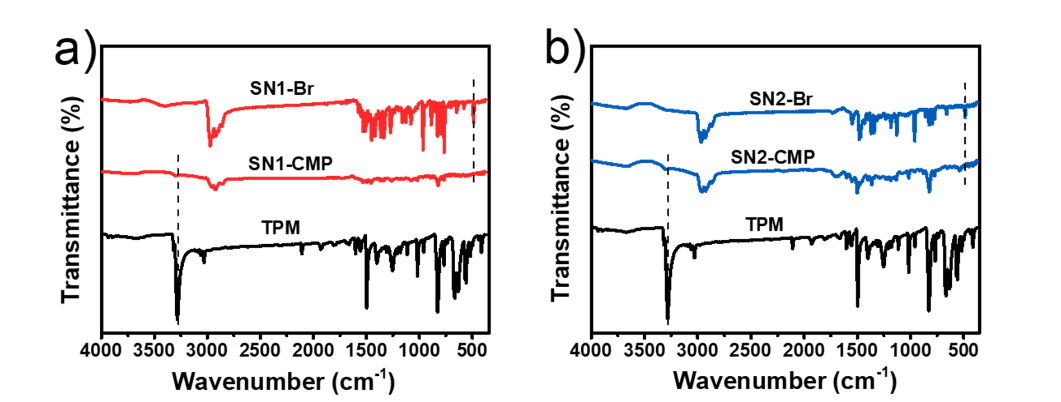 a)
Transmittance (%)
SN1-Br
SN1-CMP
TPM
4000 3500 3000 2500 2000 1500 1000 500
Wavenumber (cm⁻¹)
b)
Transmittance (%)
SN2-Br
SN2-CMP
TPM
4000 3500 3000 2500 2000 1500 1000 500
Wavenumber (cm⁻¹)